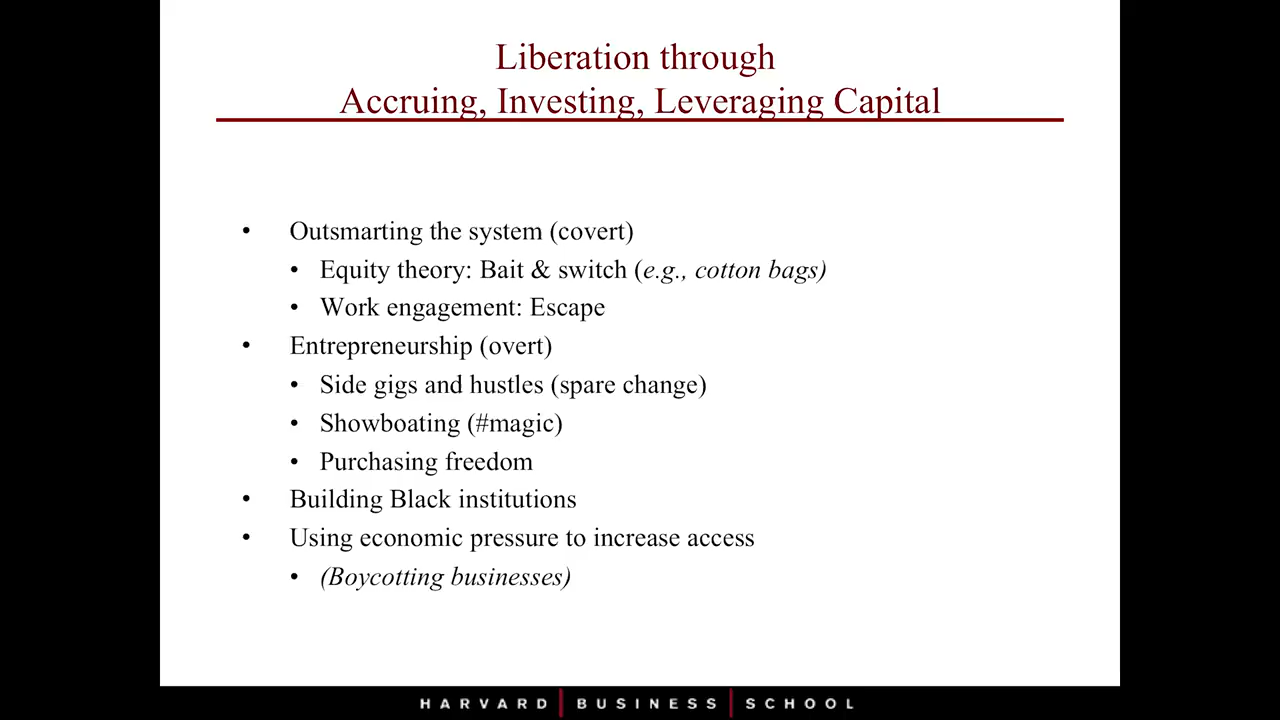 Liberation through
Accruing, Investing, Leveraging Capital
• Outsmarting the system (covert)
• Equity theory: Bait & switch (e.g., cotton bags)
• Work engagement: Escape
• Entrepreneurship (overt)
• Side gigs and hustles (spare change)
• Showboating (#magic)
• Purchasing freedom
• Building Black institutions
• Using economic pressure to increase access
• (Boycotting businesses)
HARVARD | BUSINESS | SCHOOL